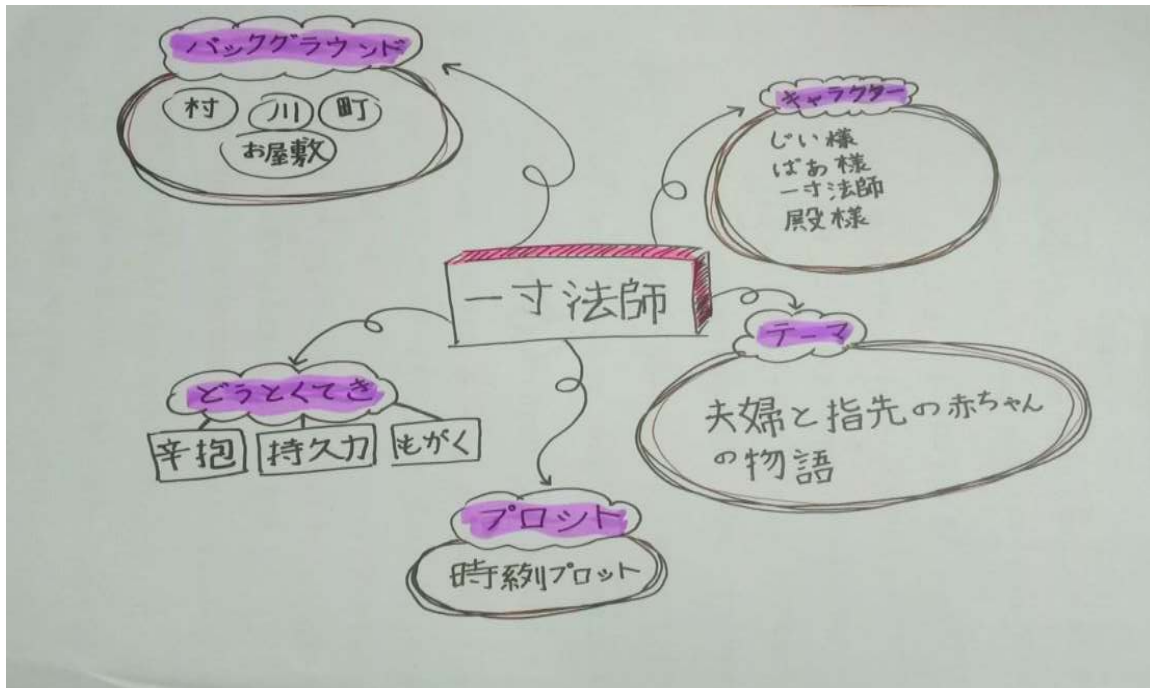 バックグラウンド
村 川 町
お屋敷
キャラクター
じい様
ばあ様
一寸法師
殿様
一寸法師
テーマ
夫婦と指先の赤ちゃん
の物語
どうとくてき
辛抱 持久力 もがく
プロット
時系列プロット